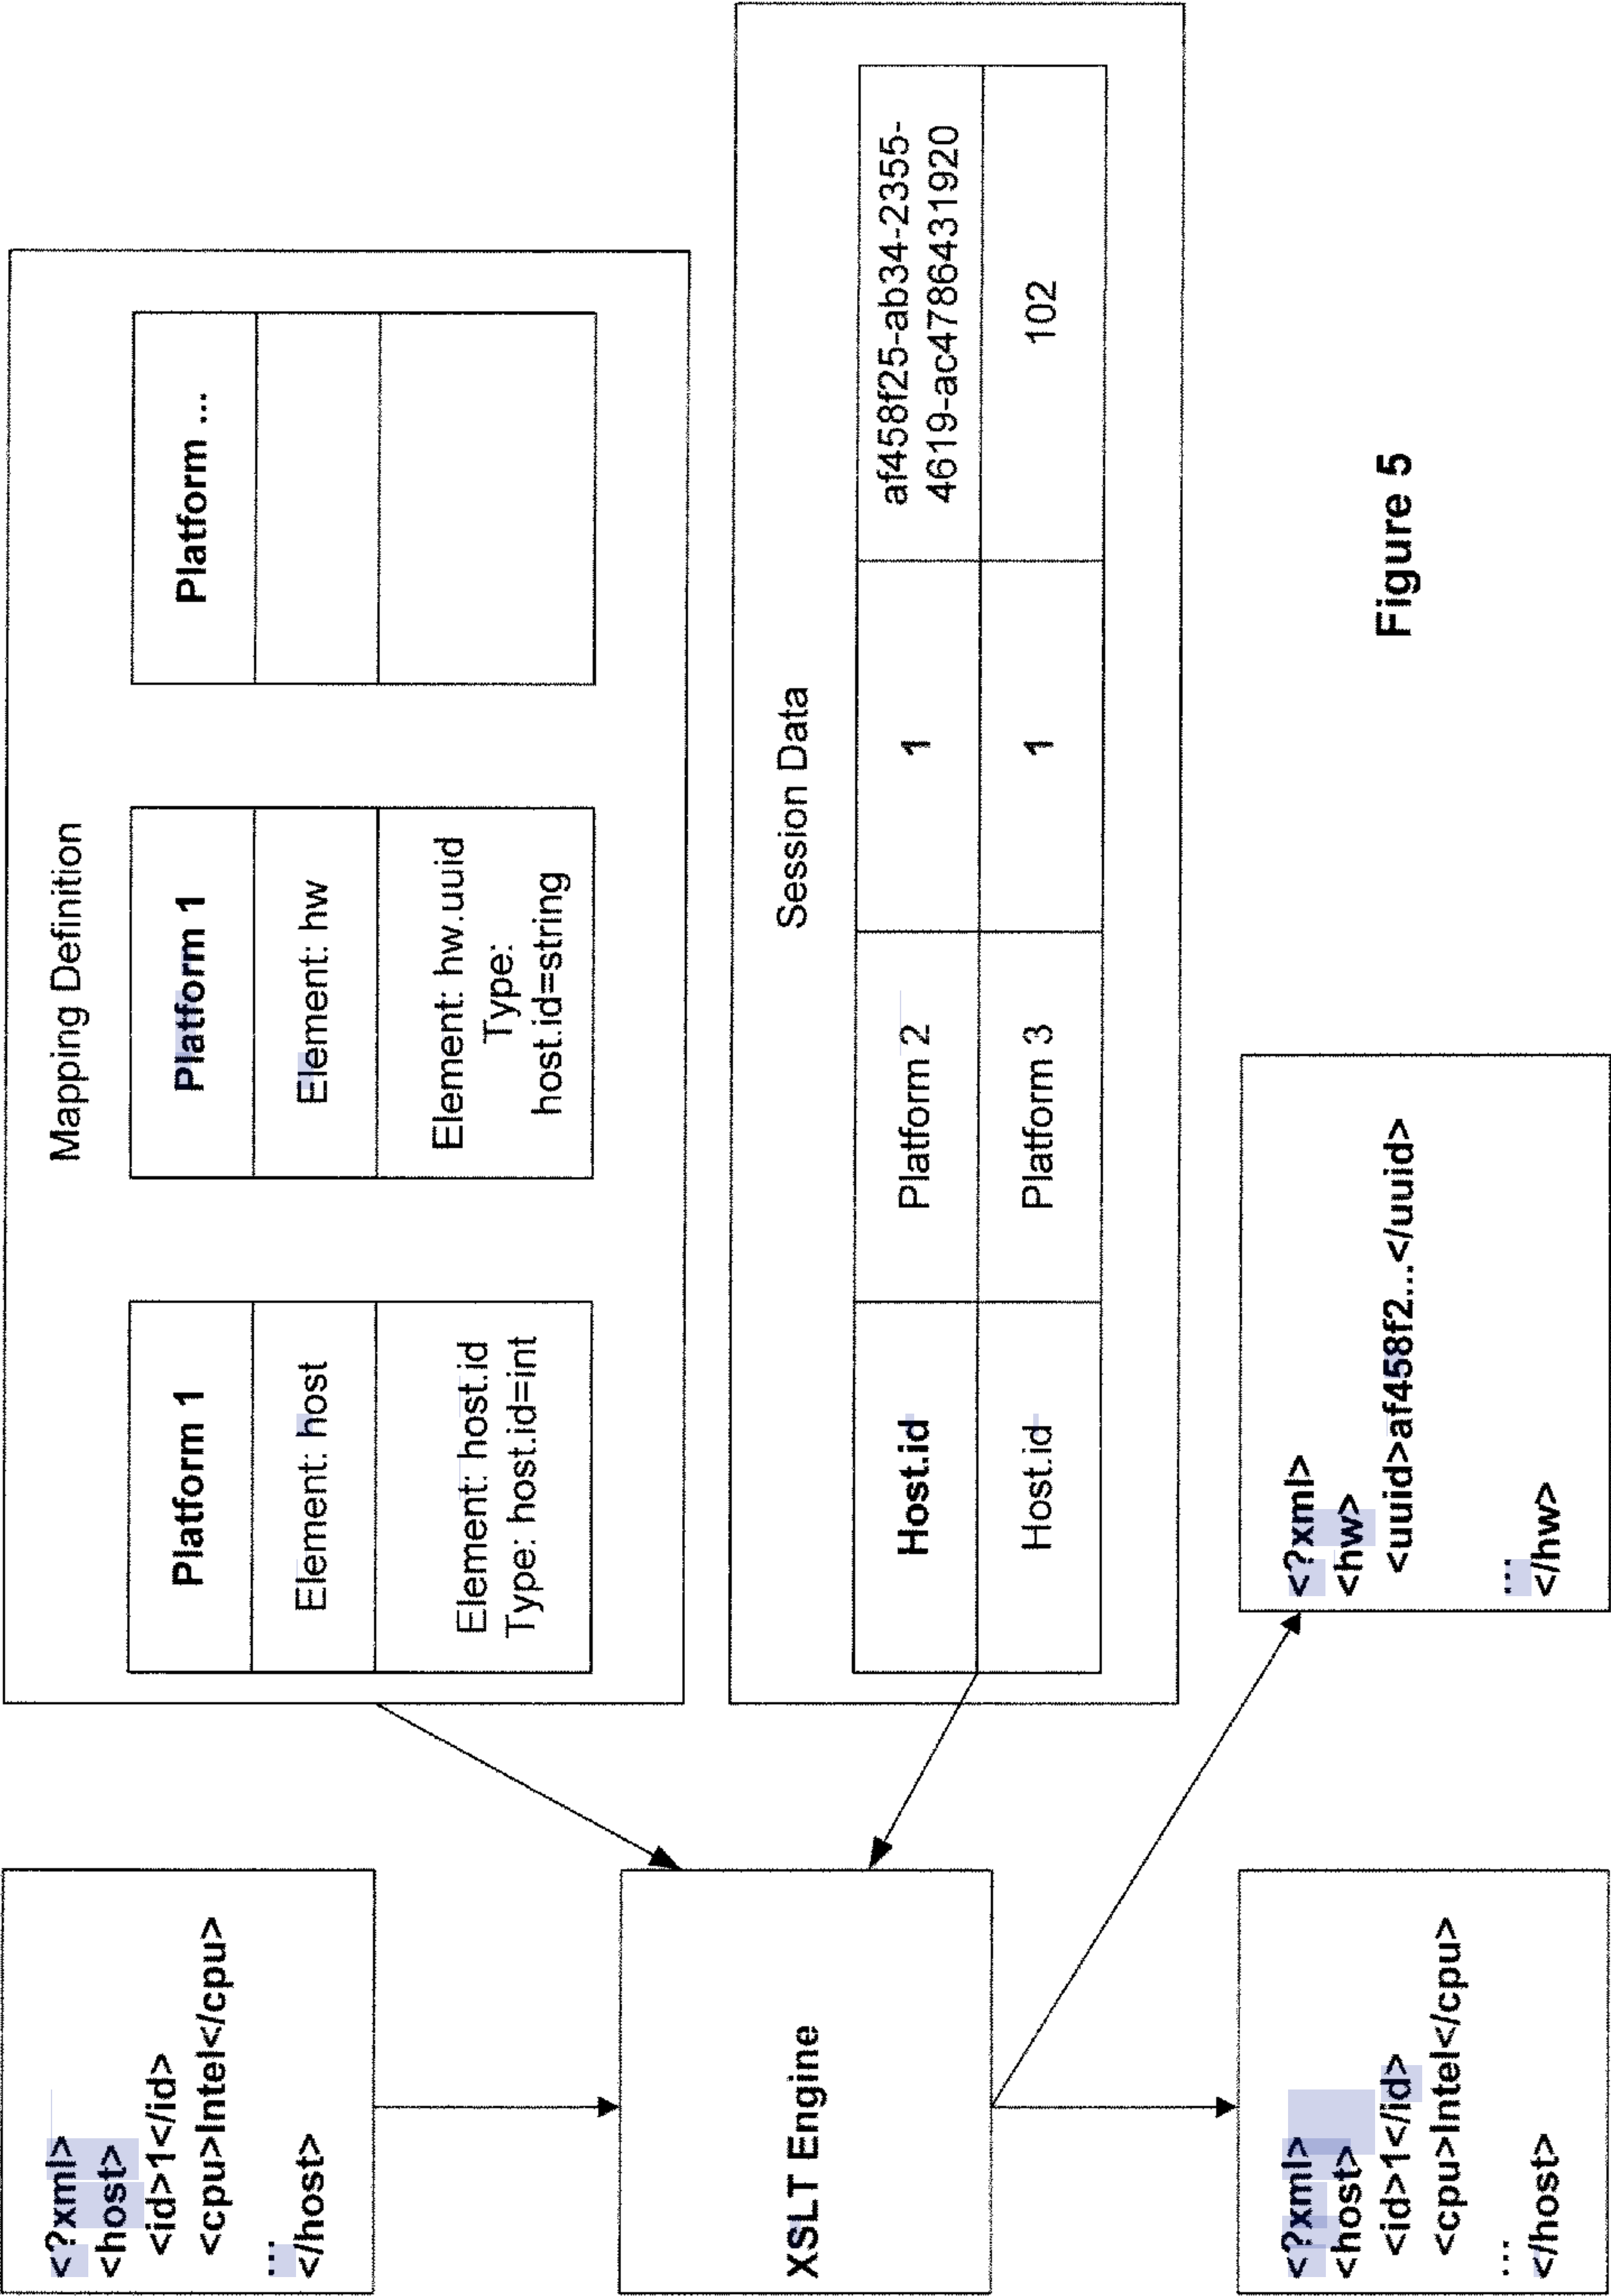 <?xml>
<host>
<id>1</id>
<cpu>Intel</cpu>
...
</host>
Mapping Definition
Platform 1
Element: host
Element: host.id
Type: host.id=int
Platform 1
Element: hw
Element: hw.uuid
Type:
host.id=string
Platform ...
XSLT Engine
Session Data
Host.id
Platform 2
1
af458f25-ab34-2355-
4619-ac4786431920
Host.id
Platform 3
1
102
<?xml>
<host>
<id>1</id>
<cpu>Intel</cpu>
...
</host>
<?xml>
<hw>
<uuid>af458f2...</uuid>
...
</hw>
Figure 5